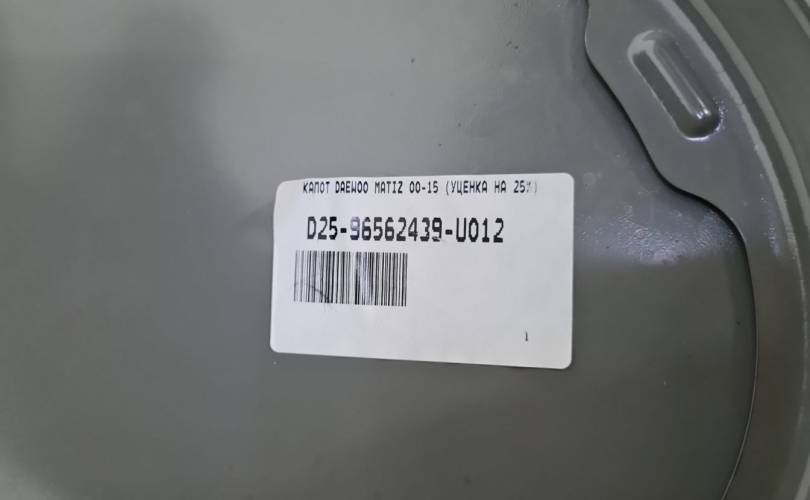 КАПОТ DAEWOO MATIZ 00-15 (УЦЕНКА НА 25%)
D25-96562439-U012
1